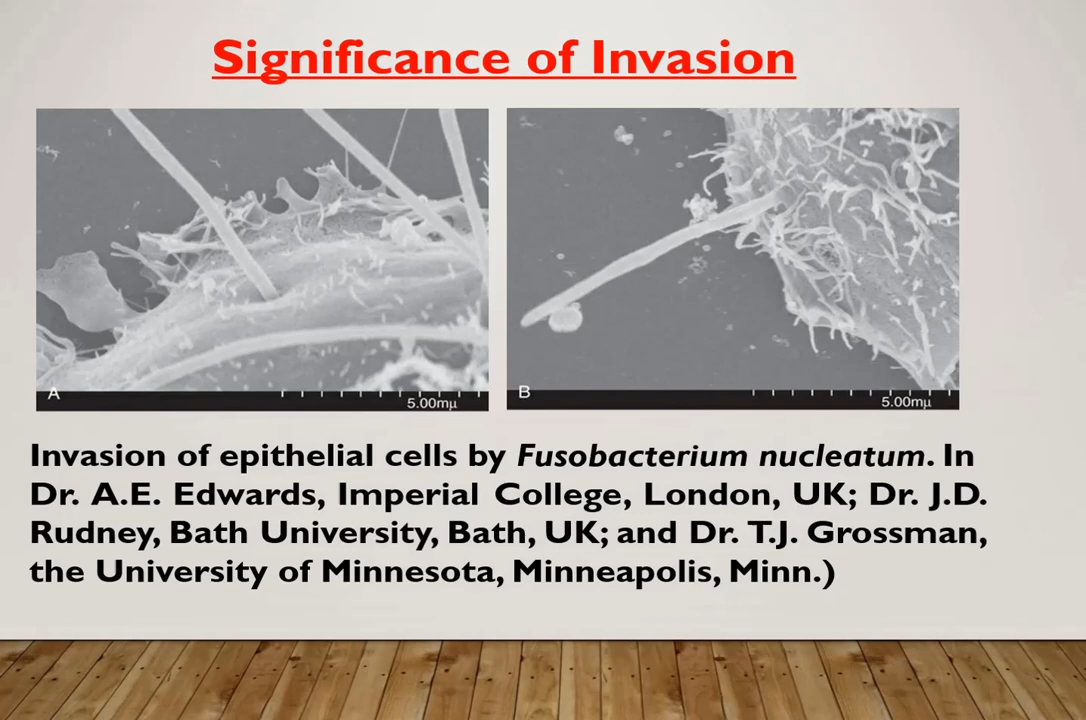 Significance of Invasion
A
5.00mµ
B
5.00mµ
Invasion of epithelial cells by Fusobacterium nucleatum. In
Dr. A.E. Edwards, Imperial College, London, UK; Dr. J.D.
Rudney, Bath University, Bath, UK; and Dr. T.J. Grossman,
the University of Minnesota, Minneapolis, Minn.)